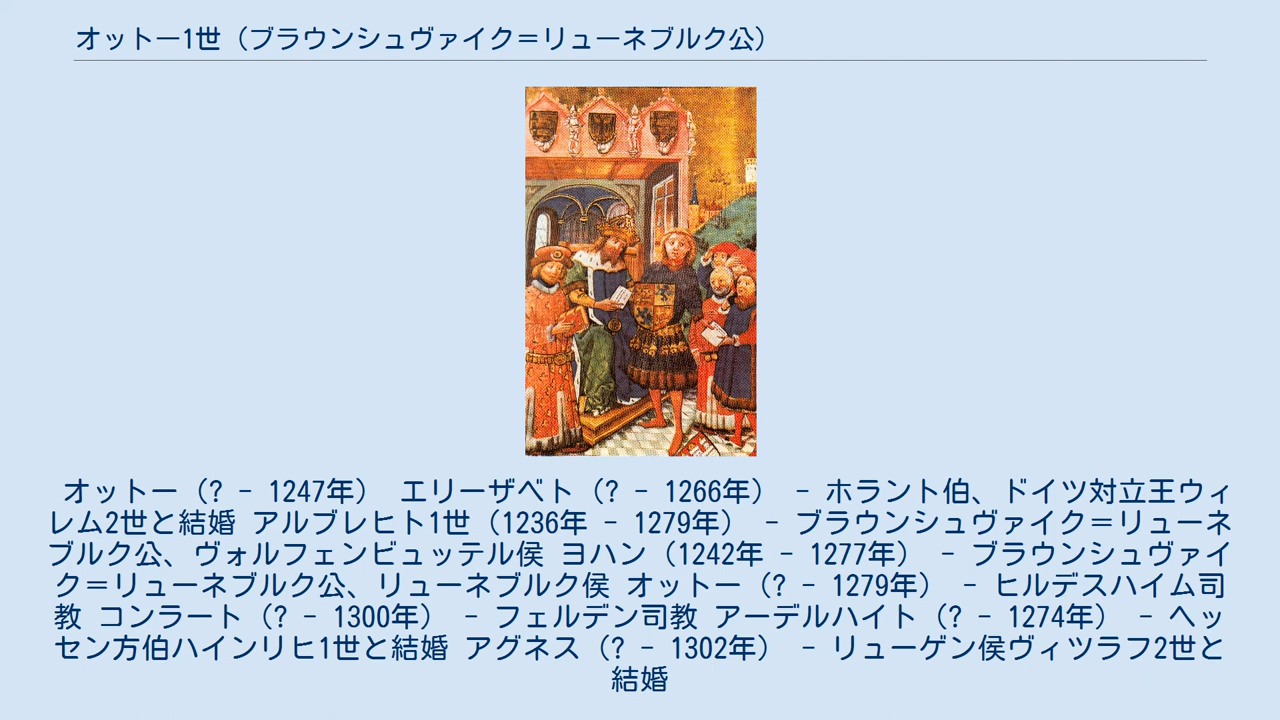 オットー1世（ブラウンシュヴァイク＝リューネブルク公）
オットー（? - 1247年） エリーザベト（? - 1266年） - ホラント伯、ドイツ対立王ウィ
レム2世と結婚 アルブレヒト1世（1236年 - 1279年） - ブラウンシュヴァイク＝リューネ
ブルク公、ヴォルフェンビュッテル侯 ヨハン（1242年 - 1277年） - ブラウンシュヴァイ
ク＝リューネブルク公、リューネブルク侯 オットー（? - 1279年） - ヒルデスハイム司
教 コンラート（? - 1300年） - フェルデン司教 アーデルハイト（? - 1274年） - ヘッ
セン方伯ハインリヒ1世と結婚 アグネス（? - 1302年） - リューゲン侯ヴィツラフ2世と
結婚